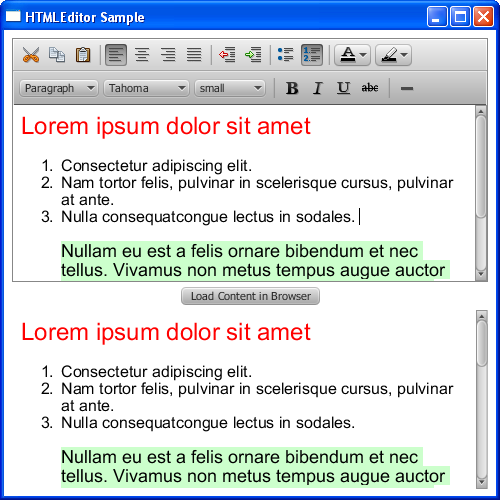 HTMLEditor Sample
Paragraph Tahoma small B I U abc
Lorem ipsum dolor sit amet
1. Consectetur adipiscing elit.
2. Nam tortor felis, pulvinar in scelerisque cursus, pulvinar
at ante.
3. Nulla consequatcongue lectus in sodales.
Nullam eu est a felis ornare bibendum et nec
tellus. Vivamus non metus tempus augue auctor
Load Content in Browser
Lorem ipsum dolor sit amet
1. Consectetur adipiscing elit.
2. Nam tortor felis, pulvinar in scelerisque cursus, pulvinar
at ante.
3. Nulla consequatcongue lectus in sodales.
Nullam eu est a felis ornare bibendum et nec
tellus. Vivamus non metus tempus augue auctor